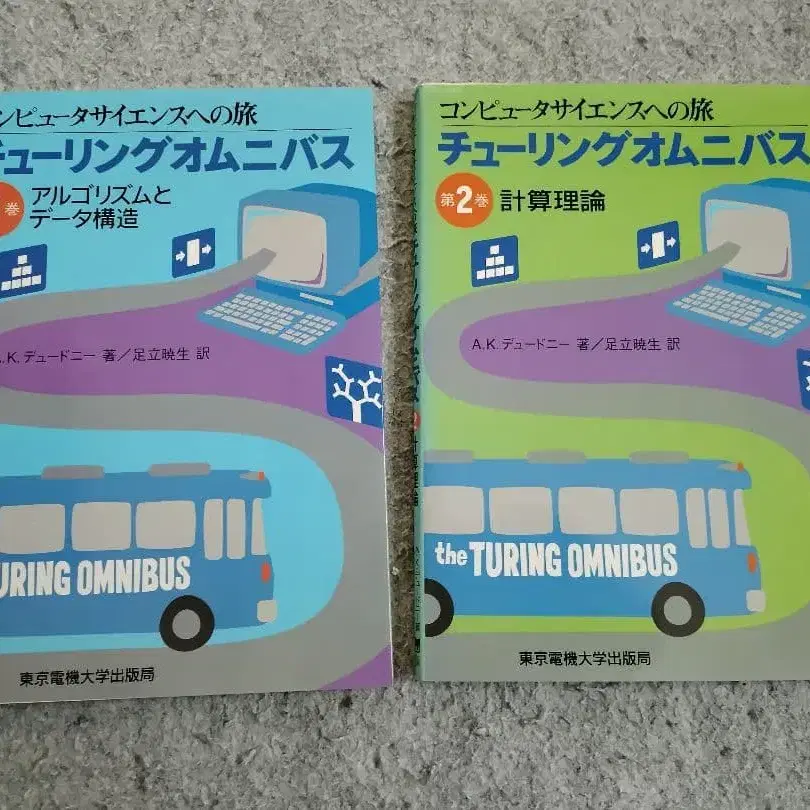 ンピュータサイエンスへの旅
チューリングオムニバス
巻 アルゴリズムと
データ構造
.K. デュードニー 著／足立暁生 訳
URING OMNIBUS
東京電機大学出版局
コンピュータサイエンスへの旅
チューリングオムニバス
第2巻 計算理論
A.K. デュードニー 著／足立暁生 訳
the TURING OMNIBUS
東京電機大学出版局